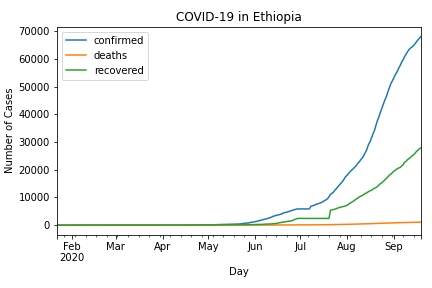 COVID-19 in Ethiopia
confirmed
deaths
recovered
70000
60000
50000
40000
30000
20000
10000
0
Number of Cases
Feb Mar Apr May Jun Jul Aug Sep
2020
Day